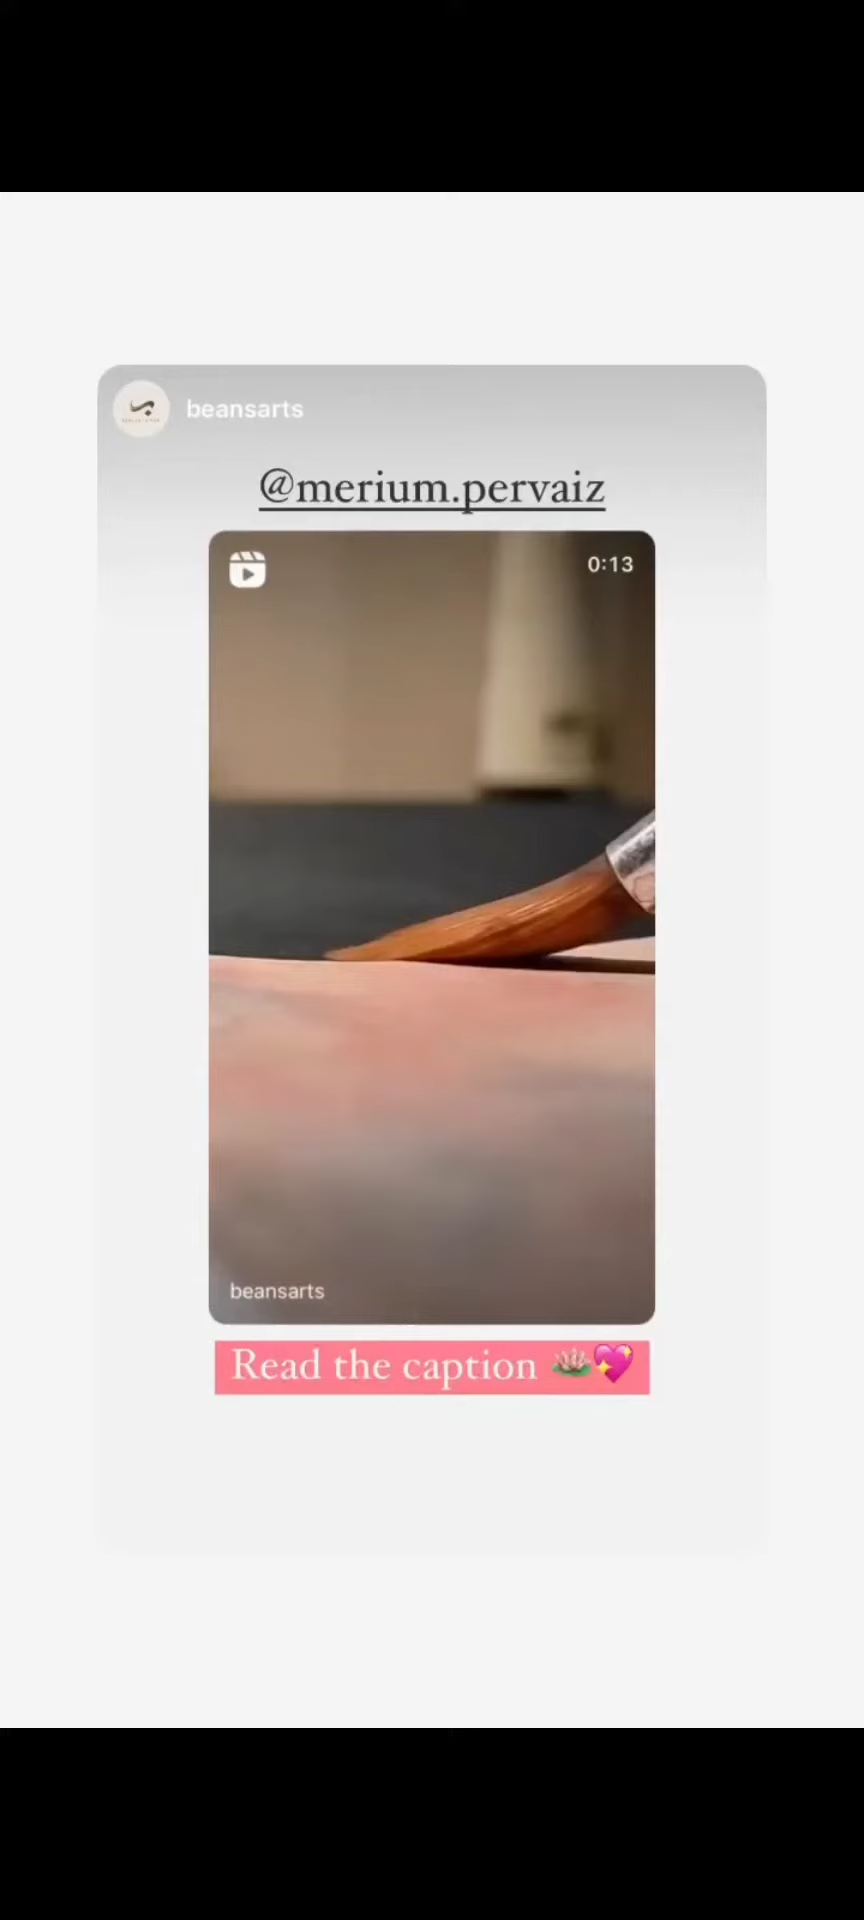 beansarts
@merium.pervaiz
0:13
beansarts
Read the caption 🪷💖